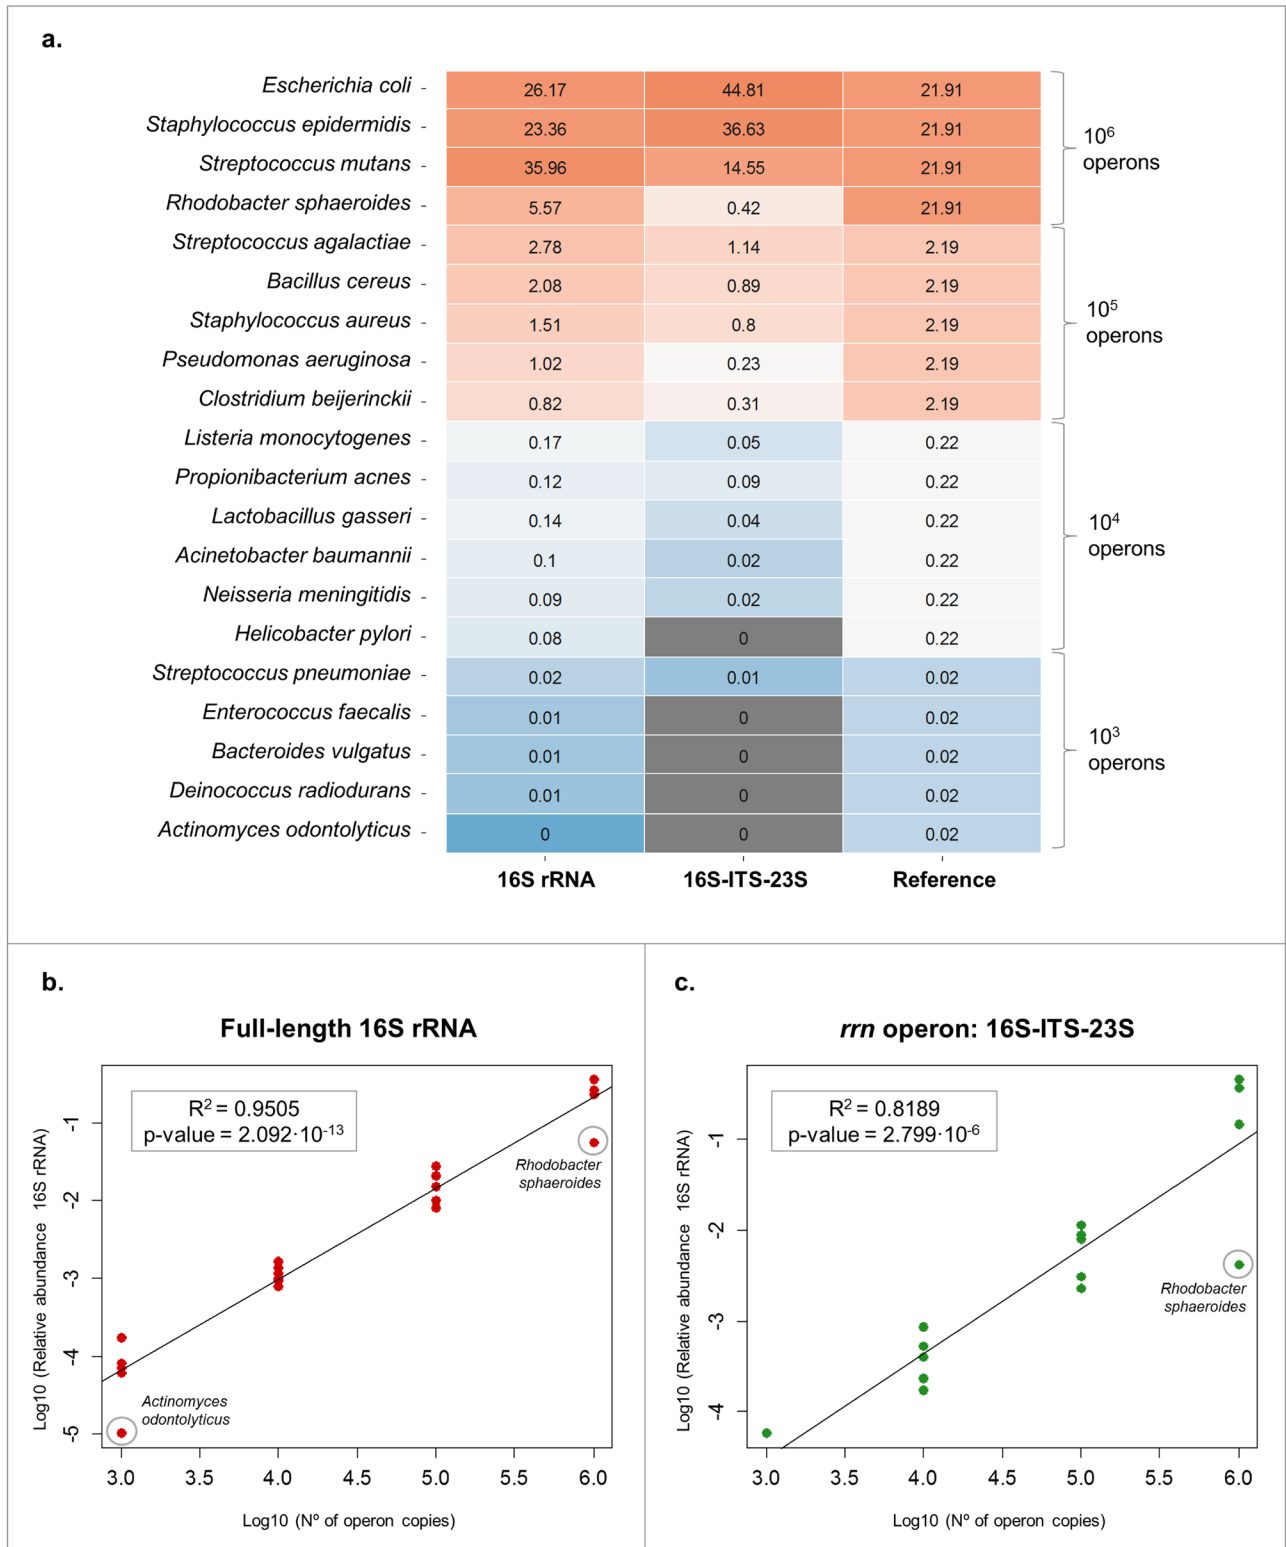 a.
Escherichia coli - 26.17 44.81 21.91
Staphylococcus epidermidis - 23.36 36.63 21.91
Streptococcus mutans - 35.96 14.55 21.91
Rhodobacter sphaeroides - 5.57 0.42 21.91
10⁶
operons
Streptococcus agalactiae - 2.78 1.14 2.19
Bacillus cereus - 2.08 0.89 2.19
Staphylococcus aureus - 1.51 0.8 2.19
Pseudomonas aeruginosa - 1.02 0.23 2.19
Clostridium beijerinckii - 0.82 0.31 2.19
10⁵
operons
Listeria monocytogenes - 0.17 0.05 0.22
Propionibacterium acnes - 0.12 0.09 0.22
Lactobacillus gasseri - 0.14 0.04 0.22
Acinetobacter baumannii - 0.1 0.02 0.22
Neisseria meningitidis - 0.09 0.02 0.22
Helicobacter pylori - 0.08 0 0.22
10⁴
operons
Streptococcus pneumoniae - 0.02 0.01 0.02
Enterococcus faecalis - 0.01 0 0.02
Bacteroides vulgatus - 0.01 0 0.02
Deinococcus radiodurans - 0.01 0 0.02
Actinomyces odontolyticus - 0 0 0.02
10³
operons
16S rRNA 16S-ITS-23S Reference
b.
Full-length 16S rRNA
R² = 0.9505
p-value = 2.092·10⁻¹³
Rhodobacter
sphaeroides
Actinomyces
odontolyticus
Log10 (Relative abundance 16S rRNA)
-1
-2
-3
-4
-5
3.0 3.5 4.0 4.5 5.0 5.5 6.0
Log10 (Nº of operon copies)
c.
rrn operon: 16S-ITS-23S
R² = 0.8189
p-value = 2.799·10⁻⁶
Rhodobacter
sphaeroides
Log10 (Relative abundance 16S rRNA)
-1
-2
-3
-4
3.0 3.5 4.0 4.5 5.0 5.5 6.0
Log10 (Nº of operon copies)